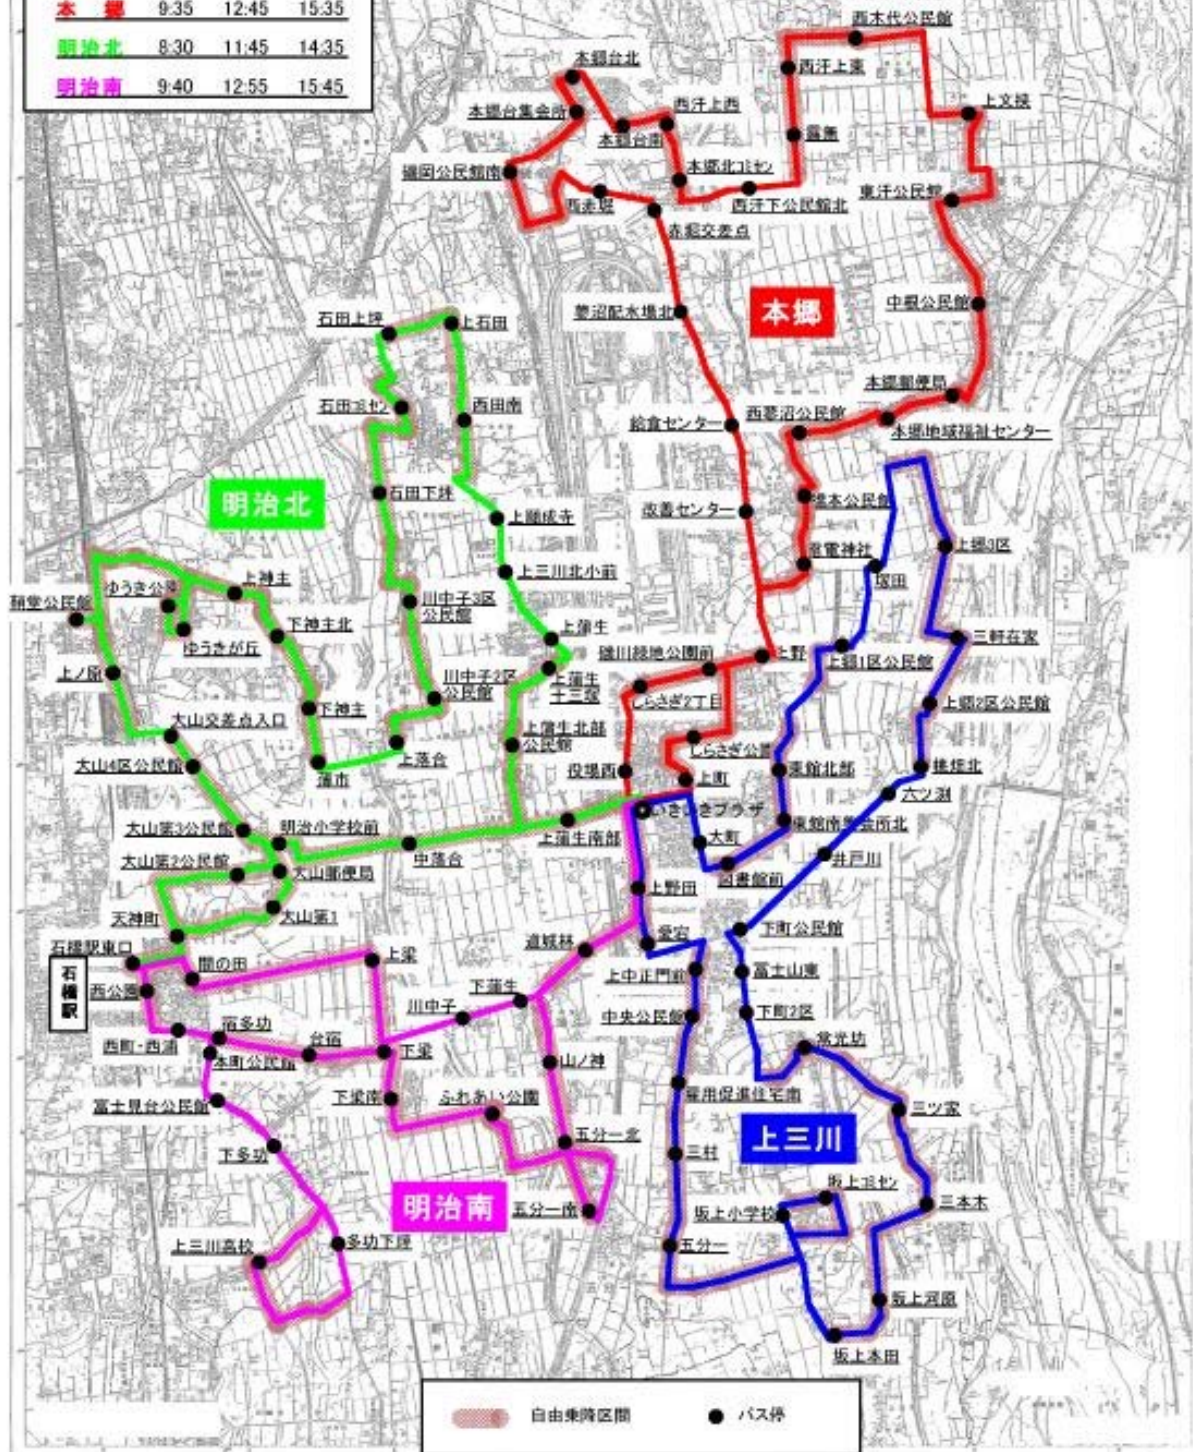 本郷 9:35 12:45 15:35
明治北 8:30 11:45 14:35
明治南 9:40 12:55 15:45
西木代公民館
本郷台北
西汗上東
本郷台集会所
西汗上西
上文挟
本郷台南
磯岡公民館南
本郷北コミセン
東汗公民館
西赤堀
西汗下公民館北
赤堀交差点
本郷
中根公民館
石田上坪
上石田
本郷郵便局
石田コミセン
西田南
給食センター
西蓼沼公民館
本郷地域福祉センター
明治北
石田下坪
上願成寺
改善センター
上郷3区
上三川北小前
塚田
ゆうき公園
上神主
鞘堂公民館
川中子3区
公民館
ゆうきが丘
下神主北
上蒲生
三軒在家
磯川緑地公園前
上野
上郷1区公民館
上ノ原
川中子2区
公民館
上蒲生
十三塚
しらさぎ2丁目
上郷2区公民館
下神主
大山交差点入口
上蒲生北部
公民館
しらさぎ公園
大山4区公民館
上落合
蒲市
役場西
上町
東館北部
桃畑北
六ツ渕
いきいきプラザ
大山第3公民館
明治小学校前
上蒲生南部
大町
東館南集会所北
中落合
大山第2公民館
大山郵便局
図書館前
井戸川
上野田
大山第1
天神町
愛宕
下町公民館
石橋駅東口
道城林
間の田
上梁
石橋駅
上中正門前
富士山東
西公園
下蒲生
川中子
中央公民館
下町2区
宿多功
西町・西浦
台宿
常光坊
本町公民館
下梁
山ノ神
富士見台公民館
下梁南
ふれあい公園
雇用促進住宅南
三ツ家
上三川
下多功
五分一北
三村
坂上コミセン
明治南
五分一南
坂上小学校
三本木
上三川高校
多功下坪
五分一
坂上河原
坂上本田
自由乗降区間
バス停